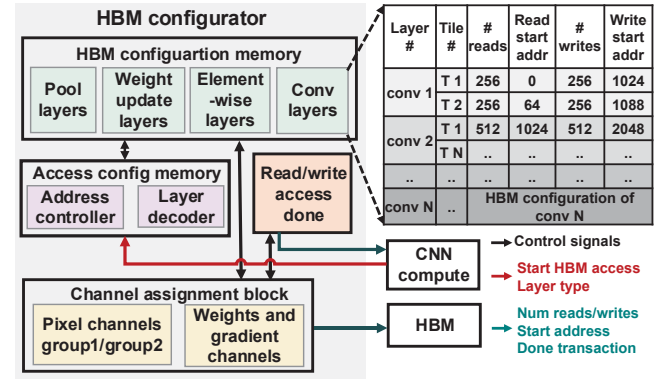 HBM configurator
HBM configuartion memory
Pool
layers
Weight
update
layers
Element
-wise layers
Conv
layers
Access config memory
Address
controller
Layer
decoder
Read/write
access
done
Channel assignment block
Pixel channels
group1/group2
Weights and
gradient
channels
CNN
compute
HBM
Layer
#
Tile
#
#
reads
Read
start
addr
#
writes
Write
start
addr
conv 1
T 1 256 0 256 1024
T 2 256 64 256 1088
conv 2
T 1 512 1024 512 2048
T N .. .. .. ..
.. .. .. .. .. ..
conv N .. HBM configuration of
conv N
Control signals
Start HBM access
Layer type
Num reads/writes
Start address
Done transaction